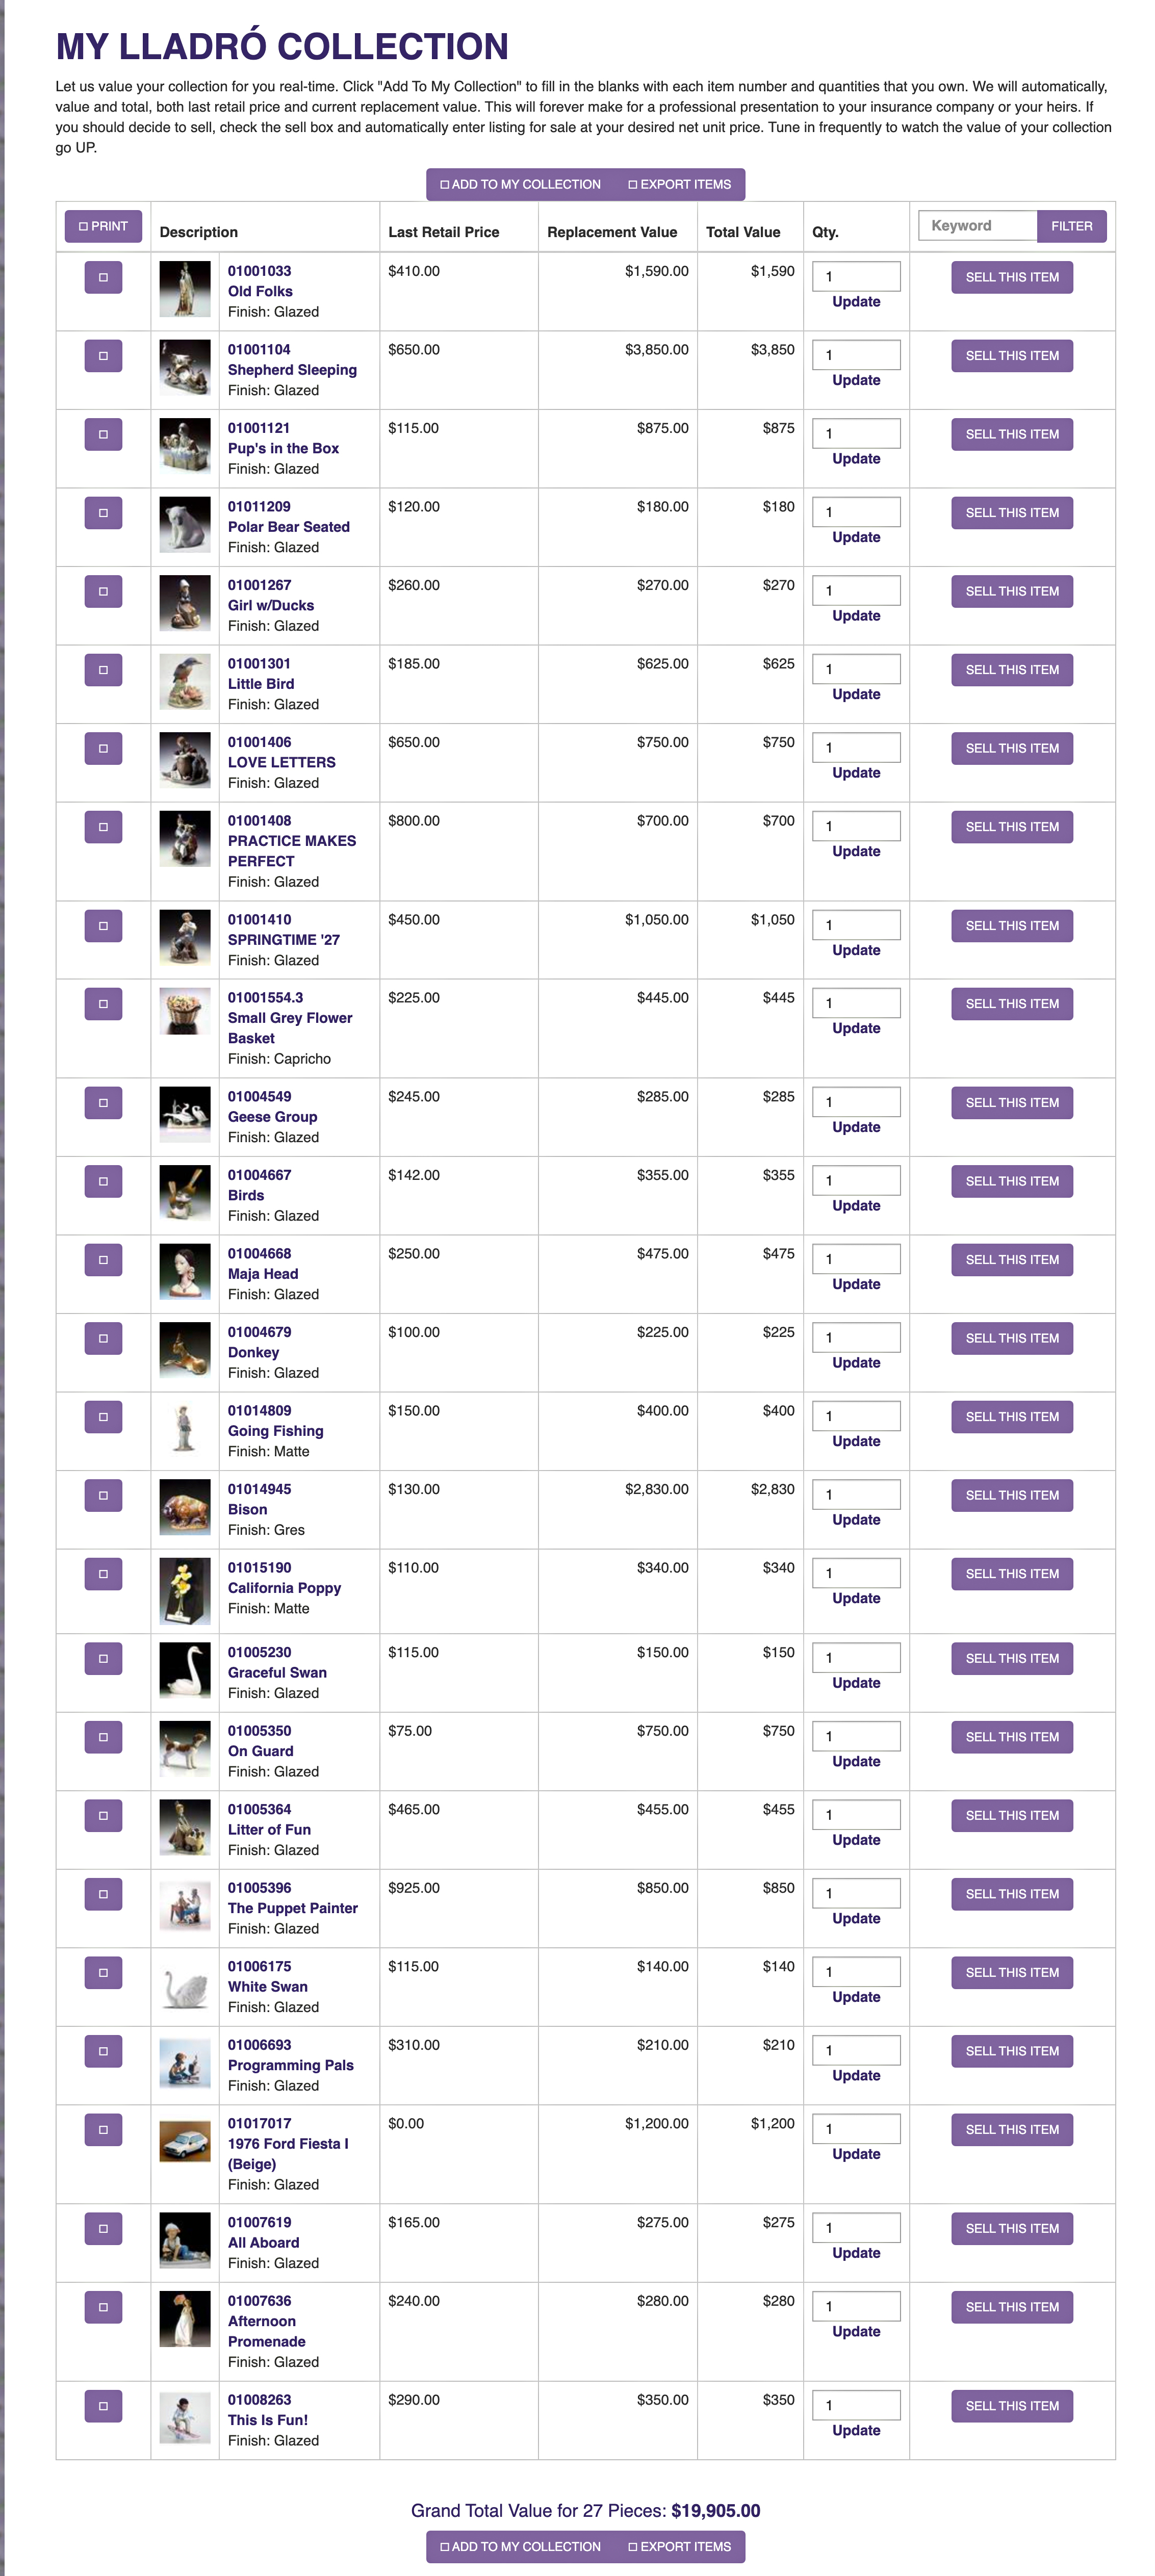 MY LLADRÓ COLLECTION
Let us value your collection for you real-time. Click "Add To My Collection" to fill in the blanks with each item number and quantities that you own. We will automatically,
value and total, both last retail price and current replacement value. This will forever make for a professional presentation to your insurance company or your heirs. If
you should decide to sell, check the sell box and automatically enter listing for sale at your desired net unit price. Tune in frequently to watch the value of your collection
go UP.
ADD TO MY COLLECTION EXPORT ITEMS
PRINT Description Last Retail Price Replacement Value Total Value Qty. Keyword FILTER
01001033 $410.00 $1,590.00 $1,590 1 SELL THIS ITEM
Old Folks Update
Finish: Glazed
01001104 $650.00 $3,850.00 $3,850 1 SELL THIS ITEM
Shepherd Sleeping Update
Finish: Glazed
01001121 $115.00 $875.00 $875 1 SELL THIS ITEM
Pup's in the Box Update
Finish: Glazed
01011209 $120.00 $180.00 $180 1 SELL THIS ITEM
Polar Bear Seated Update
Finish: Glazed
01001267 $260.00 $270.00 $270 1 SELL THIS ITEM
Girl w/Ducks Update
Finish: Glazed
01001301 $185.00 $625.00 $625 1 SELL THIS ITEM
Little Bird Update
Finish: Glazed
01001406 $650.00 $750.00 $750 1 SELL THIS ITEM
LOVE LETTERS Update
Finish: Glazed
01001408 $800.00 $700.00 $700 1 SELL THIS ITEM
PRACTICE MAKES Update
PERFECT
Finish: Glazed
01001410 $450.00 $1,050.00 $1,050 1 SELL THIS ITEM
SPRINGTIME '27 Update
Finish: Glazed
01001554.3 $225.00 $445.00 $445 1 SELL THIS ITEM
Small Grey Flower Update
Basket
Finish: Capricho
01004549 $245.00 $285.00 $285 1 SELL THIS ITEM
Geese Group Update
Finish: Glazed
01004667 $142.00 $355.00 $355 1 SELL THIS ITEM
Birds Update
Finish: Glazed
01004668 $250.00 $475.00 $475 1 SELL THIS ITEM
Maja Head Update
Finish: Glazed
01004679 $100.00 $225.00 $225 1 SELL THIS ITEM
Donkey Update
Finish: Glazed
01014809 $150.00 $400.00 $400 1 SELL THIS ITEM
Going Fishing Update
Finish: Matte
01014945 $130.00 $2,830.00 $2,830 1 SELL THIS ITEM
Bison Update
Finish: Gres
01015190 $110.00 $340.00 $340 1 SELL THIS ITEM
California Poppy Update
Finish: Matte
01005230 $115.00 $150.00 $150 1 SELL THIS ITEM
Graceful Swan Update
Finish: Glazed
01005350 $75.00 $750.00 $750 1 SELL THIS ITEM
On Guard Update
Finish: Glazed
01005364 $465.00 $455.00 $455 1 SELL THIS ITEM
Litter of Fun Update
Finish: Glazed
01005396 $925.00 $850.00 $850 1 SELL THIS ITEM
The Puppet Painter Update
Finish: Glazed
01006175 $115.00 $140.00 $140 1 SELL THIS ITEM
White Swan Update
Finish: Glazed
01006693 $310.00 $210.00 $210 1 SELL THIS ITEM
Programming Pals Update
Finish: Glazed
01017017 $0.00 $1,200.00 $1,200 1 SELL THIS ITEM
1976 Ford Fiesta I Update
(Beige)
Finish: Glazed
01007619 $165.00 $275.00 $275 1 SELL THIS ITEM
All Aboard Update
Finish: Glazed
01007636 $240.00 $280.00 $280 1 SELL THIS ITEM
Afternoon Update
Promenade
Finish: Glazed
01008263 $290.00 $350.00 $350 1 SELL THIS ITEM
This Is Fun! Update
Finish: Glazed
Grand Total Value for 27 Pieces: $19,905.00
ADD TO MY COLLECTION EXPORT ITEMS